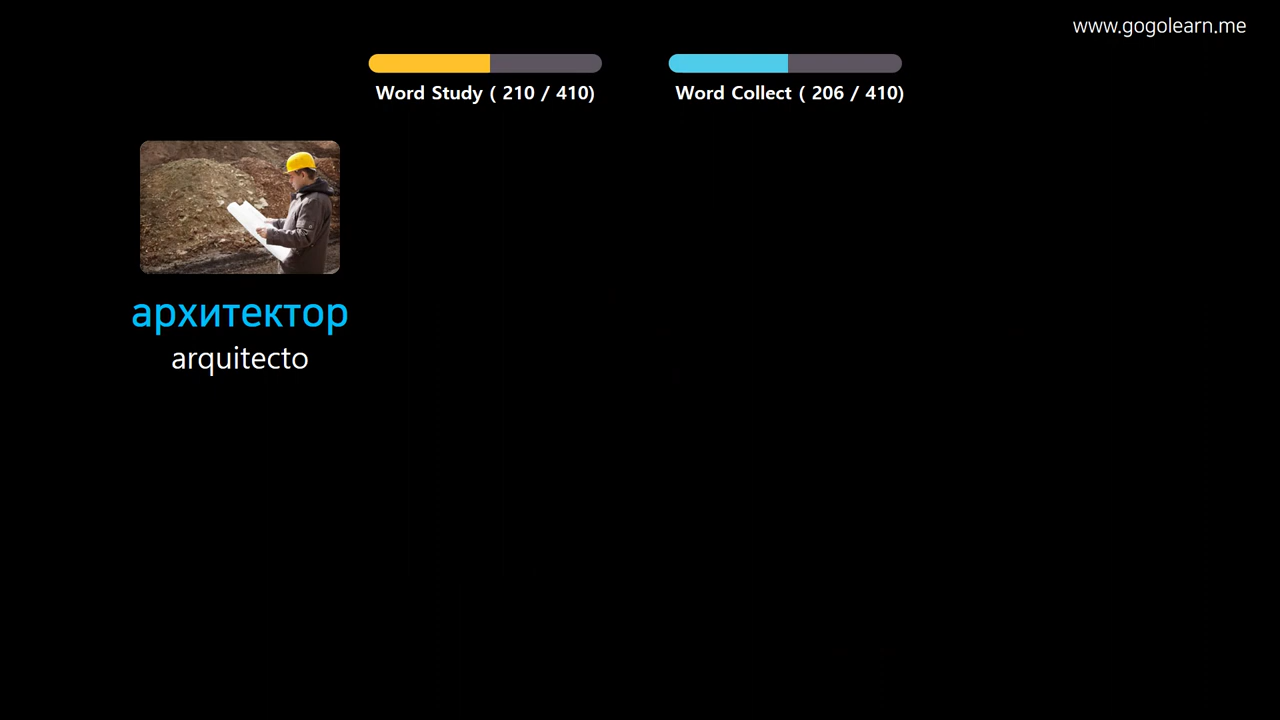 www.gogolearn.me
Word Study ( 210 / 410)
Word Collect ( 206 / 410)
архитектор
arquitecto